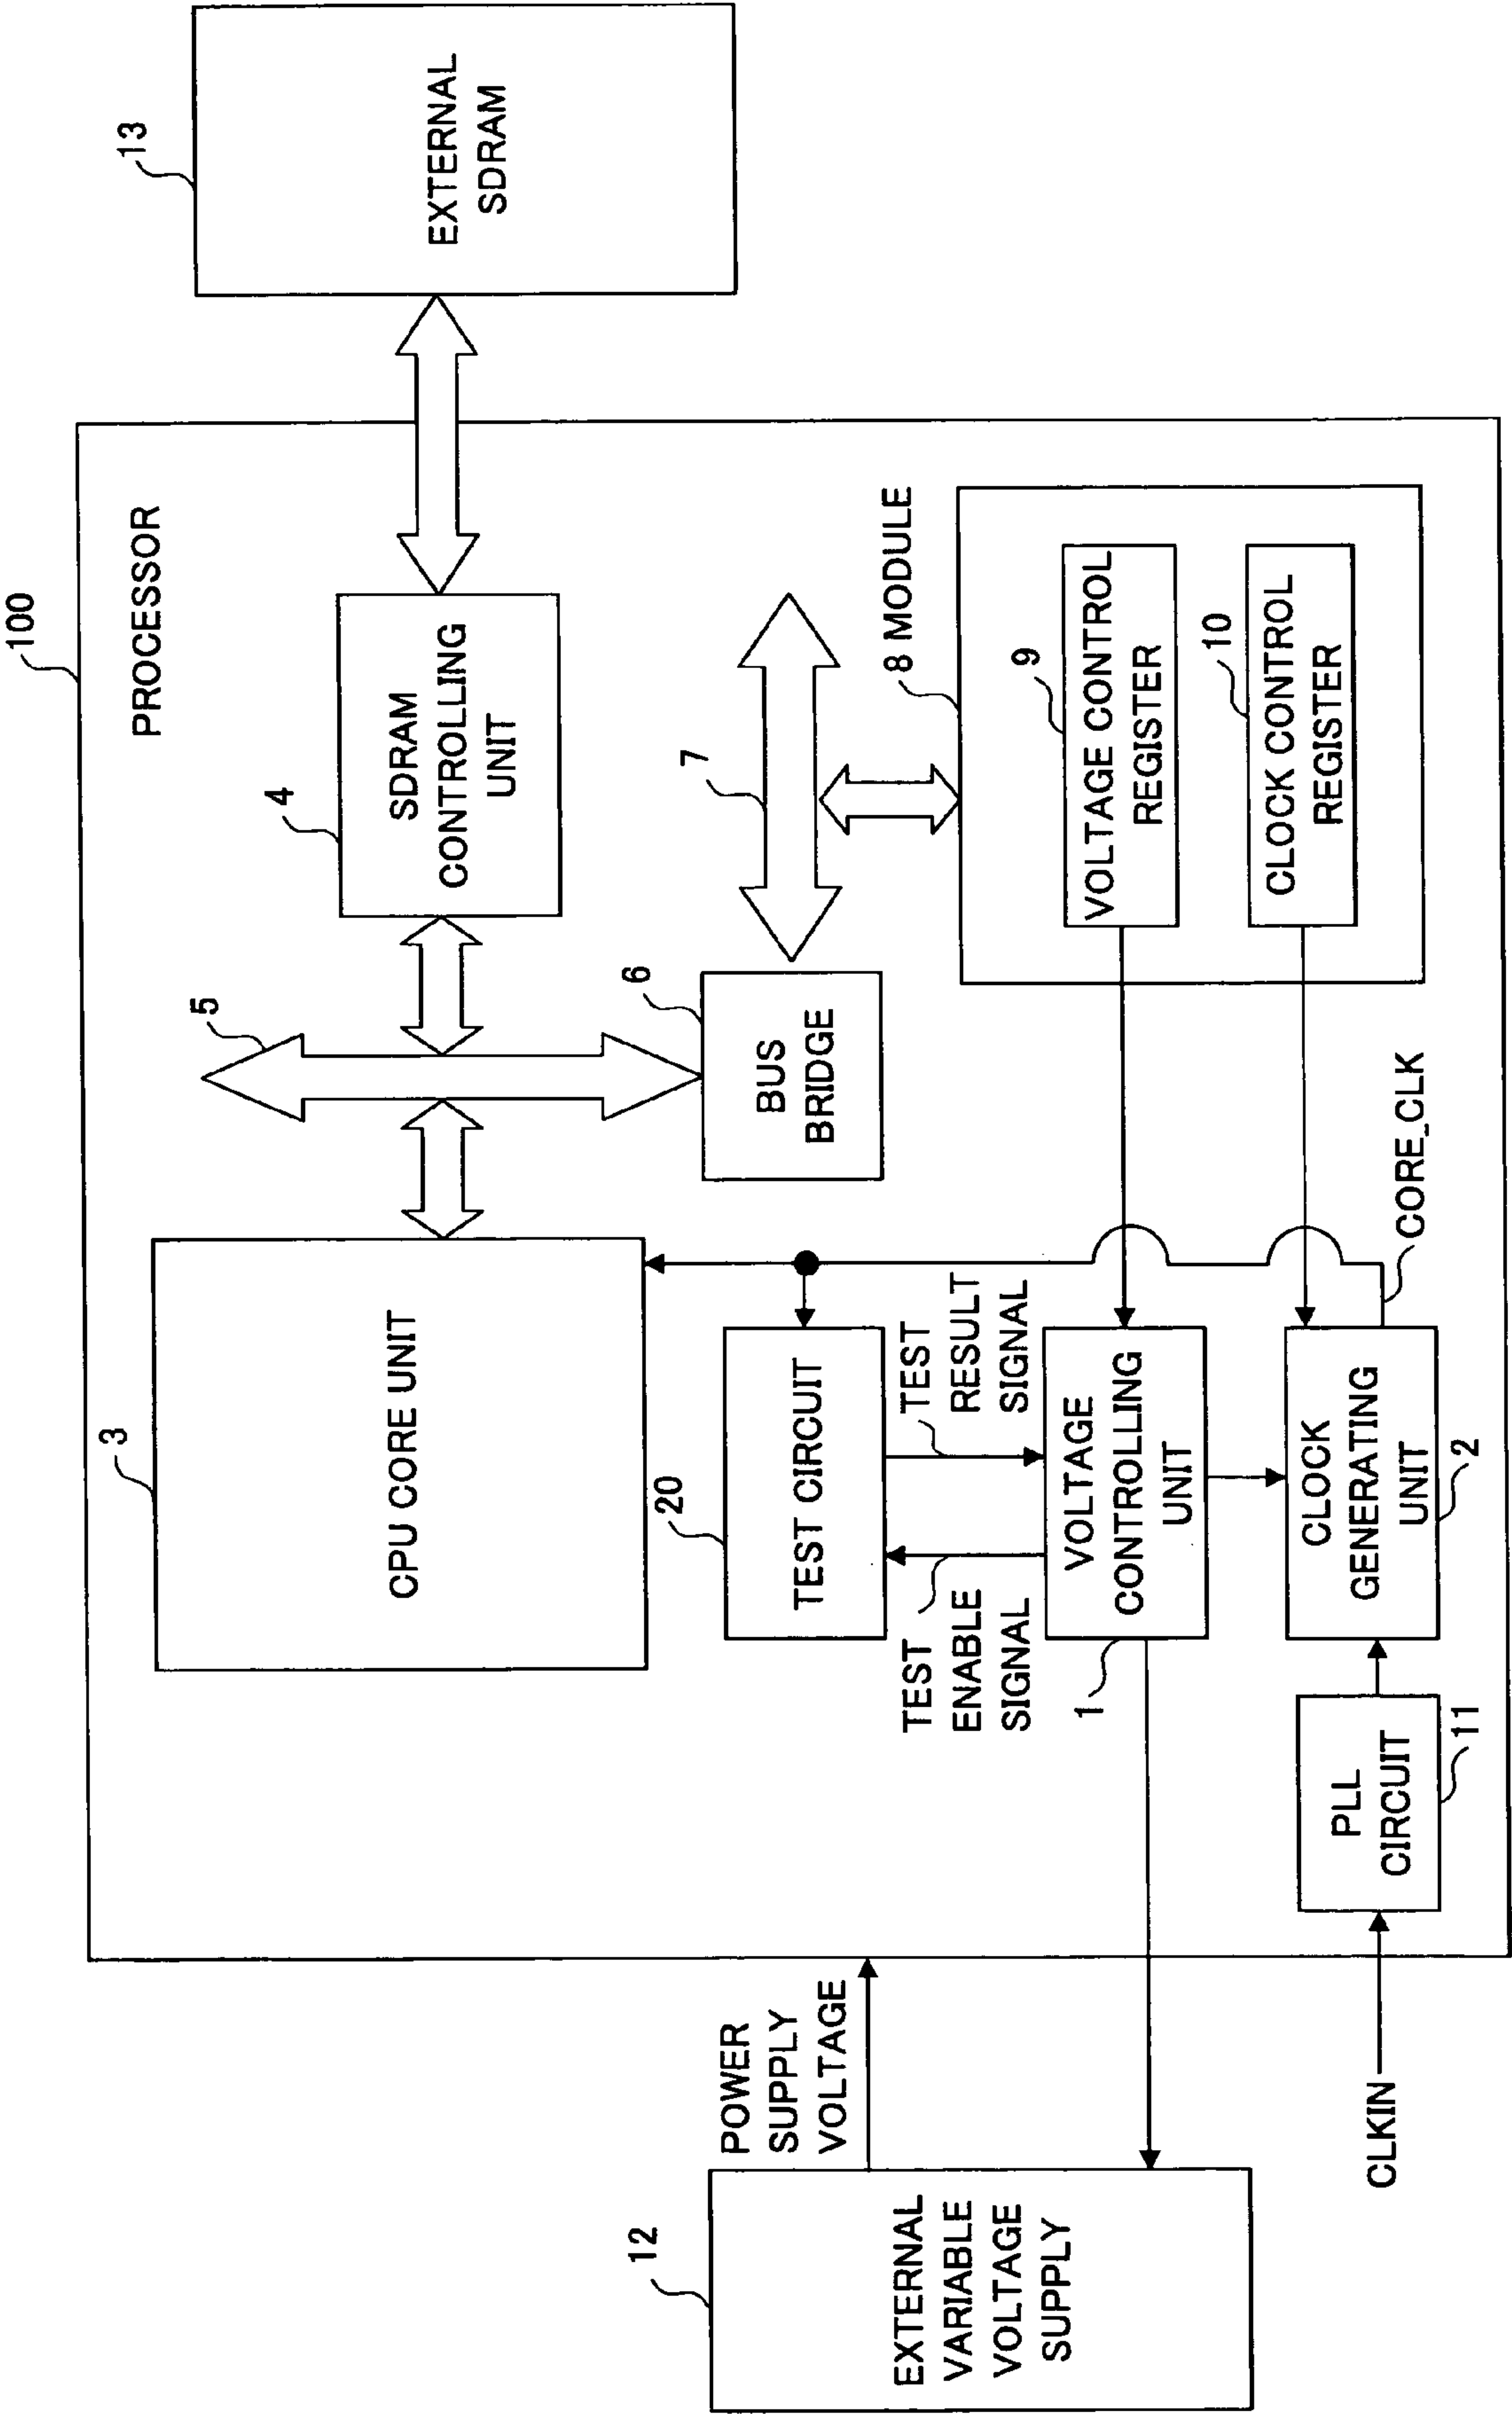 100
PROCESSOR
13
EXTERNAL
SDRAM
3
CPU CORE UNIT
5
4
SDRAM
CONTROLLING
UNIT
6
BUS
BRIDGE
7
8 MODULE
9
VOLTAGE CONTROL
REGISTER
10
CLOCK CONTROL
REGISTER
20
TEST CIRCUIT
TEST
ENABLE
SIGNAL
TEST
RESULT
SIGNAL
1
VOLTAGE
CONTROLLING
UNIT
CLOCK
GENERATING
UNIT
2
CORE_CLK
PLL
CIRCUIT
11
CLKIN
12
EXTERNAL
VARIABLE
VOLTAGE
SUPPLY
POWER
SUPPLY
VOLTAGE